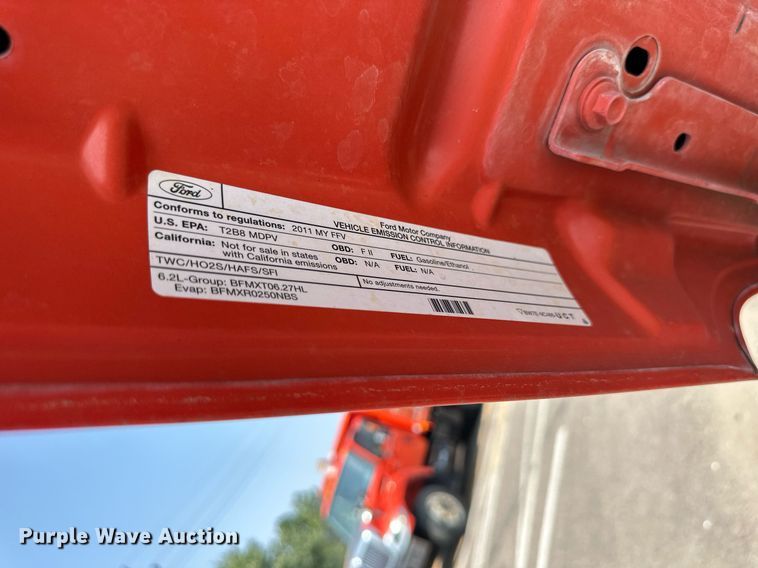 Ford
Ford Motor Company
VEHICLE EMISSION CONTROL INFORMATION
Conforms to regulations: 2011 MY FFV
U.S. EPA: T2B8 MDPV OBD: F II FUEL: Gasoline/Ethanol
California: Not for sale in states with California emissions OBD: N/A FUEL: N/A
TWC/HO2S/HAFS/SFI
No adjustments needed.
6.2L-Group: BFMXT06.27HL
Evap: BFMXR0250NBS
UCT
Purple Wave Auction®